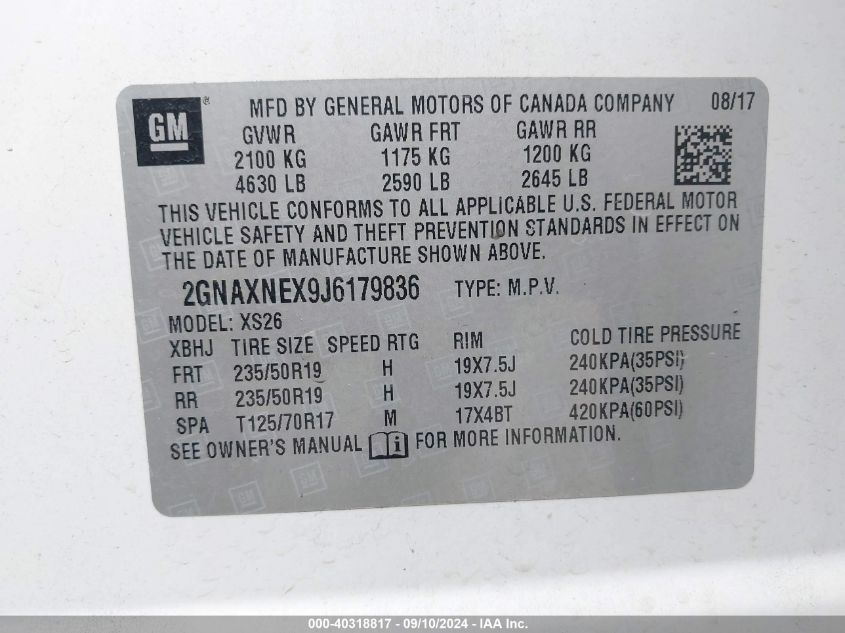 GM ® MFD BY GENERAL MOTORS OF CANADA COMPANY 08/17
GVWR GAWR FRT GAWR RR
2100 KG 1175 KG 1200 KG
4630 LB 2590 LB 2645 LB
THIS VEHICLE CONFORMS TO ALL APPLICABLE U.S. FEDERAL MOTOR
VEHICLE SAFETY AND THEFT PREVENTION STANDARDS IN EFFECT ON
THE DATE OF MANUFACTURE SHOWN ABOVE.
2GNAXNEX9J6179836 TYPE: M.P.V.
MODEL: XS26
XBHJ TIRE SIZE SPEED RTG RIM COLD TIRE PRESSURE
FRT 235/50R19 H 19X7.5J 240KPA(35PSI)
RR 235/50R19 H 19X7.5J 240KPA(35PSI)
SPA T125/70R17 M 17X4BT 420KPA(60PSI)
SEE OWNER'S MANUAL i FOR MORE INFORMATION.
000-40318817 - 09/10/2024 - IAA Inc.